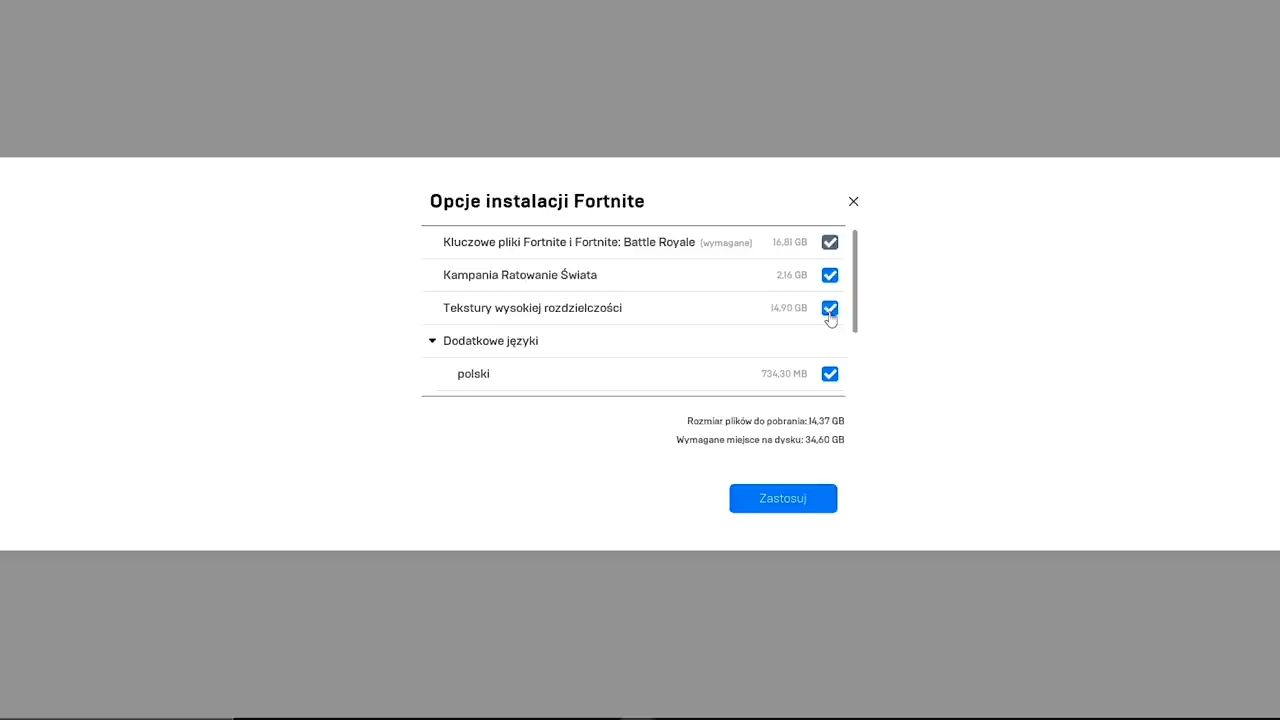 Opcje instalacji Fortnite
Kluczowe pliki Fortnite i Fortnite: Battle Royale (wymagane) 16,81 GB
Kampania Ratowanie Świata 2,16 GB
Tekstury wysokiej rozdzielczości 14,90 GB
Dodatkowe języki
polski 734,30 MB
Rozmiar plików do pobrania: 14,37 GB
Wymagane miejsce na dysku: 34,60 GB
Zastosuj